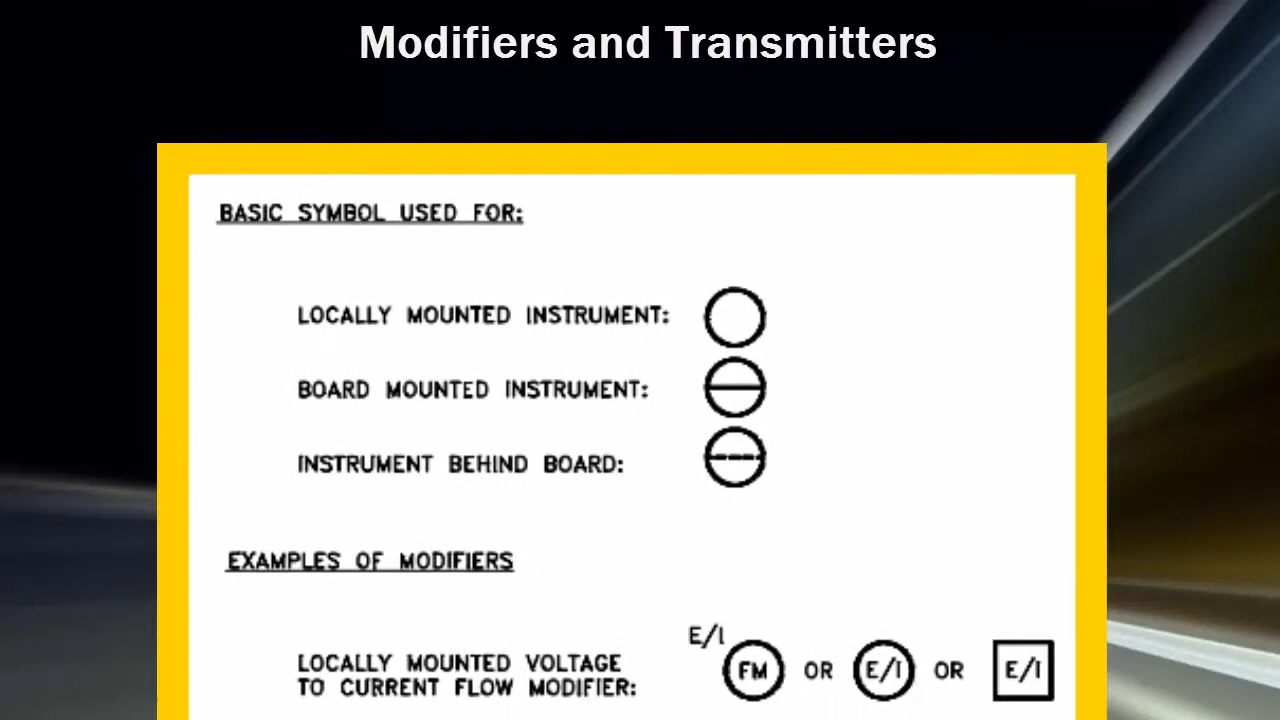 Modifiers and Transmitters
BASIC SYMBOL USED FOR:
LOCALLY MOUNTED INSTRUMENT:
BOARD MOUNTED INSTRUMENT:
INSTRUMENT BEHIND BOARD:
EXAMPLES OF MODIFIERS
E/I
LOCALLY MOUNTED VOLTAGE
TO CURRENT FLOW MODIFIER:
FM OR E/I OR E/I